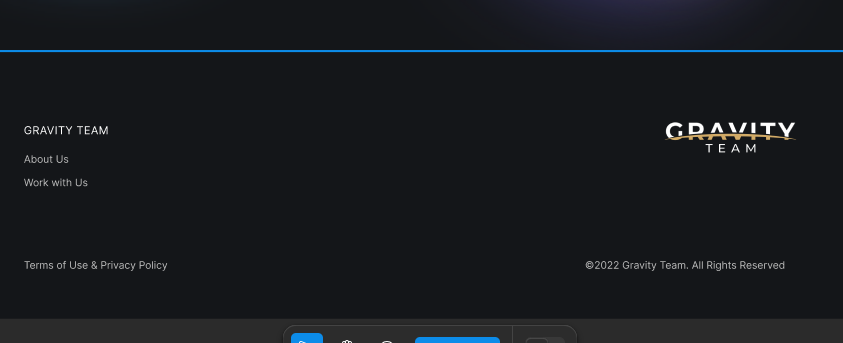 GRAVITY TEAM
About Us
Work with Us
GRAVITY
TEAM
Terms of Use & Privacy Policy
©2022 Gravity Team. All Rights Reserved